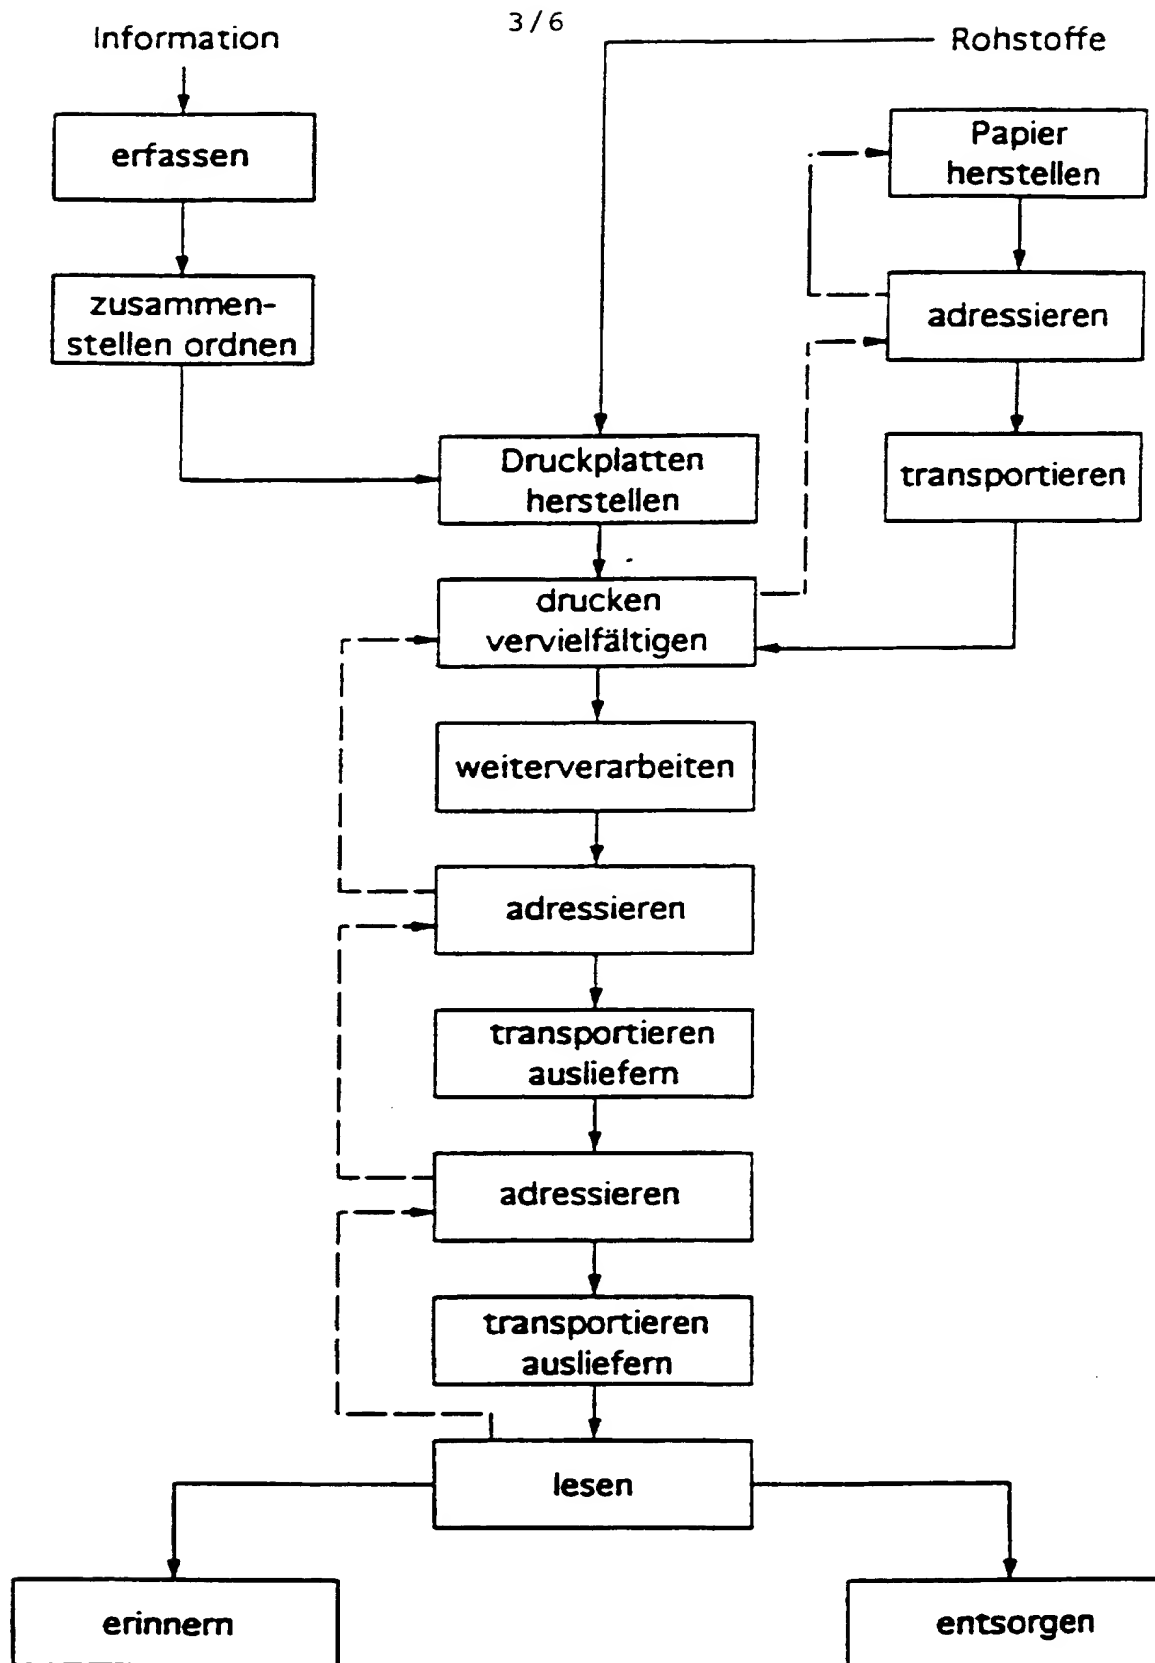 3/6
Information
Rohstoffe
erfassen
Papier
herstellen
zusammen-
stellen ordnen
adressieren
Druckplatten
herstellen
transportieren
drucken
vervielfältigen
weiterverarbeiten
adressieren
transportieren
ausliefern
adressieren
transportieren
ausliefern
lesen
erinnern
entsorgen